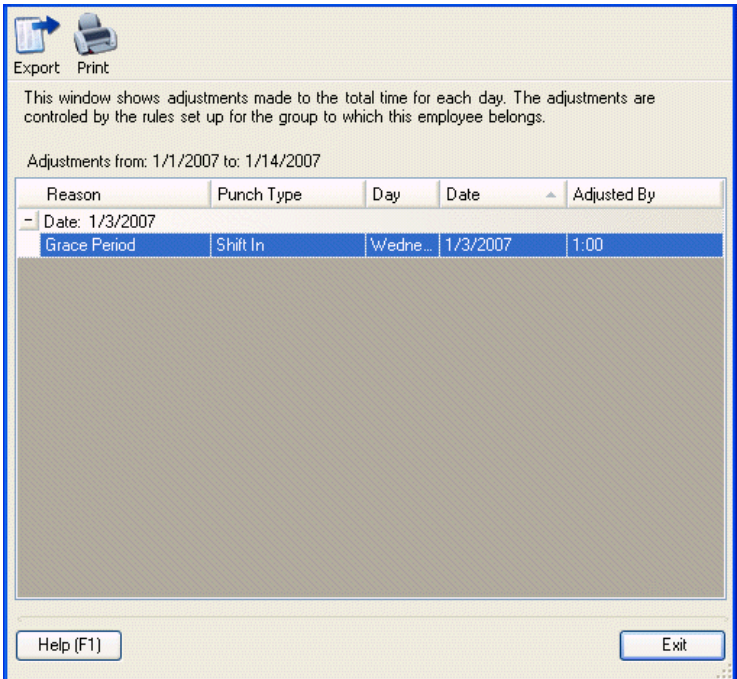 Export Print
This window shows adjustments made to the total time for each day. The adjustments are
controled by the rules set up for the group to which this employee belongs.
Adjustments from: 1/1/2007 to: 1/14/2007
Reason Punch Type Day Date Adjusted By
Date: 1/3/2007
Grace Period Shift In Wedne... 1/3/2007 1:00
Help (F1) Exit